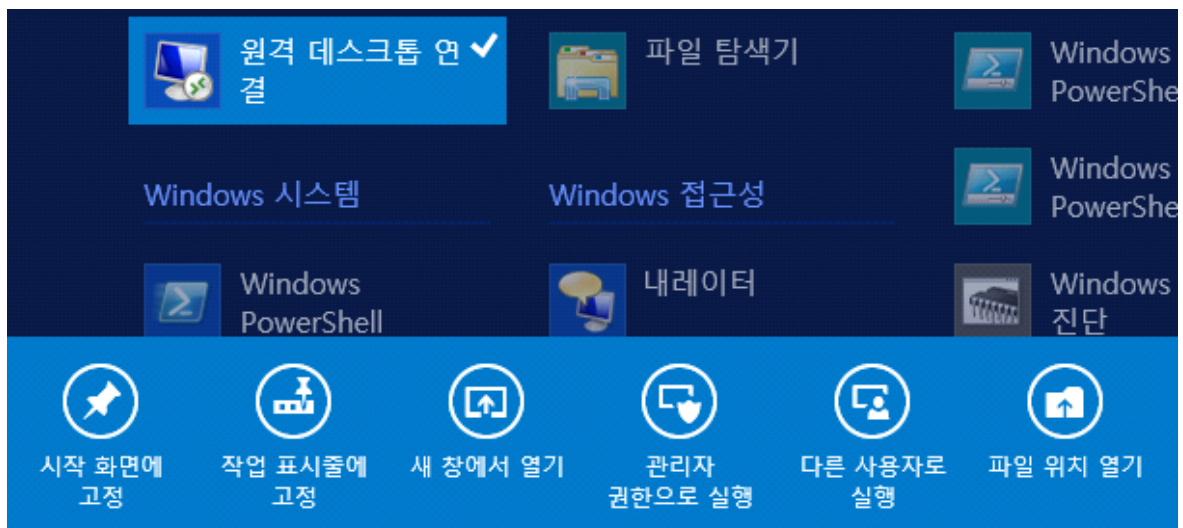 원격 데스크톱 연
결
파일 탐색기
Windows
Windows 시스템
Windows 접근성
Windows
Windows
PowerShell
내레이터
Windows
진단
시작 화면에
고정
작업 표시줄에
고정
새 창에서 열기
관리자
권한으로 실행
다른 사용자로
실행
파일 위치 열기